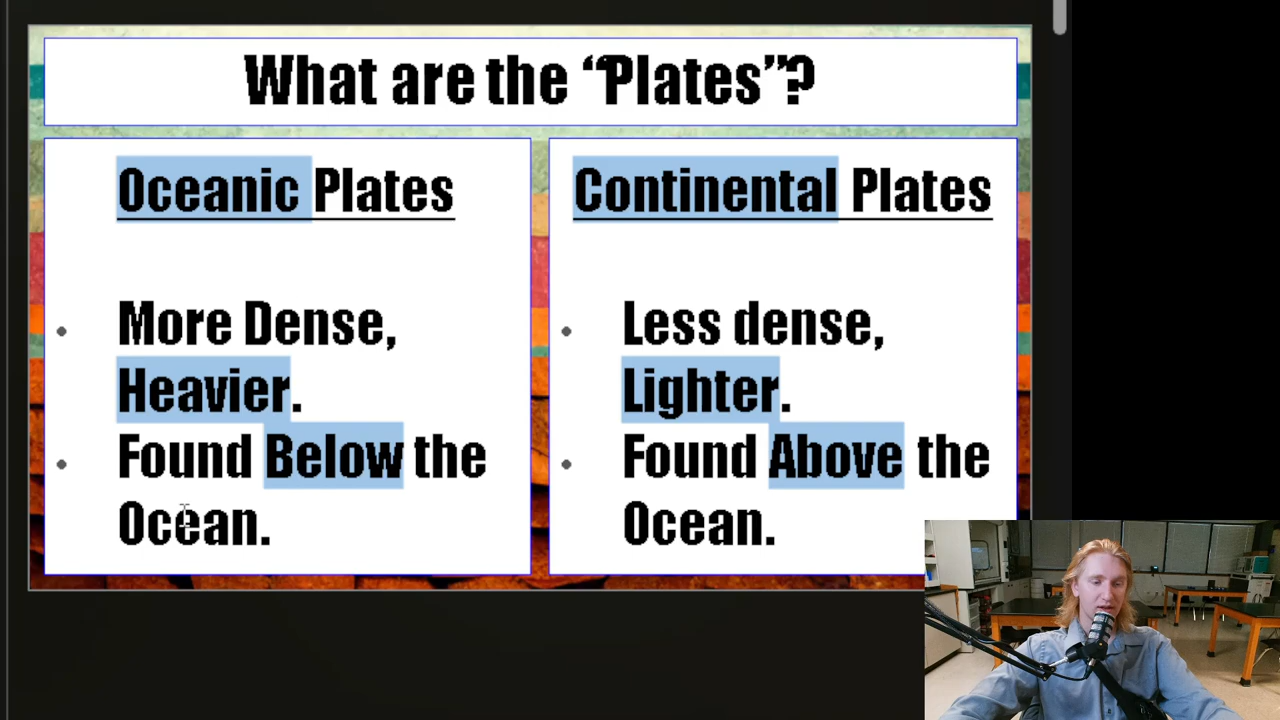 What are the “Plates”?
Oceanic Plates
• More Dense,
Heavier.
• Found Below the
Ocean.
Continental Plates
• Less dense,
Lighter.
• Found Above the
Ocean.